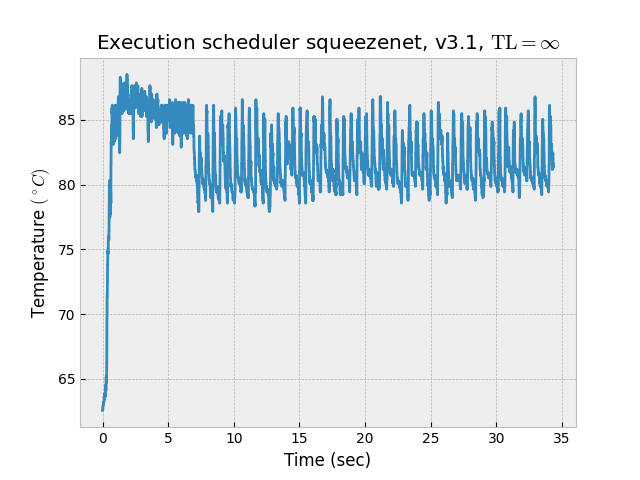 Execution scheduler squeezenet, v3.1, TL = ∞
Temperature (°C)
85
80
75
70
65
0 5 10 15 20 25 30 35
Time (sec)